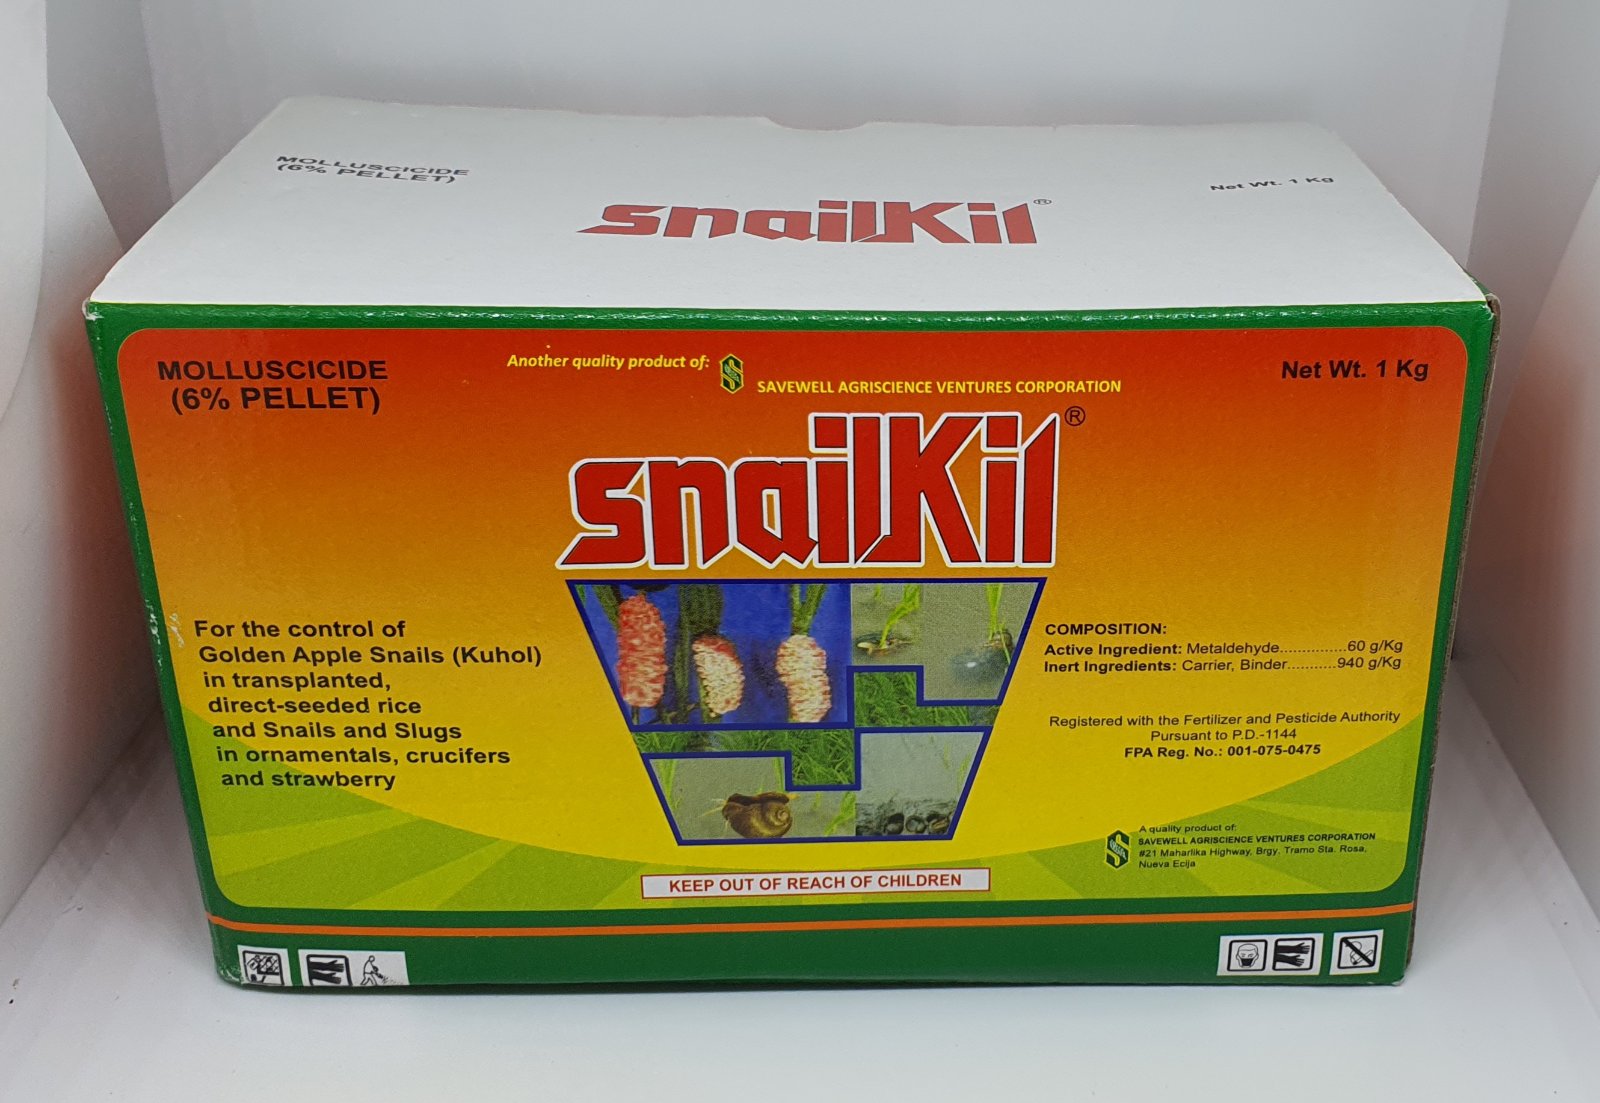 MOLLUSCICIDE
(6% PELLET)
snailKil®
Net Wt. 1 Kg
MOLLUSCICIDE
(6% PELLET)
Another quality product of:
SAVEWELL AGRISCIENCE VENTURES CORPORATION
Net Wt. 1 Kg
snailKil®
For the control of
Golden Apple Snails (Kuhol)
in transplanted,
direct-seeded rice
and Snails and Slugs
in ornamentals, crucifers
and strawberry
COMPOSITION:
Active Ingredient: Metaldehyde...............60 g/Kg
Inert Ingredients: Carrier, Binder...........940 g/Kg
Registered with the Fertilizer and Pesticide Authority
Pursuant to P.D.-1144
FPA Reg. No.: 001-075-0475
A quality product of:
SAVEWELL AGRISCIENCE VENTURES CORPORATION
#21 Maharlika Highway, Brgy. Tramo Sta. Rosa,
Nueva Ecija
KEEP OUT OF REACH OF CHILDREN